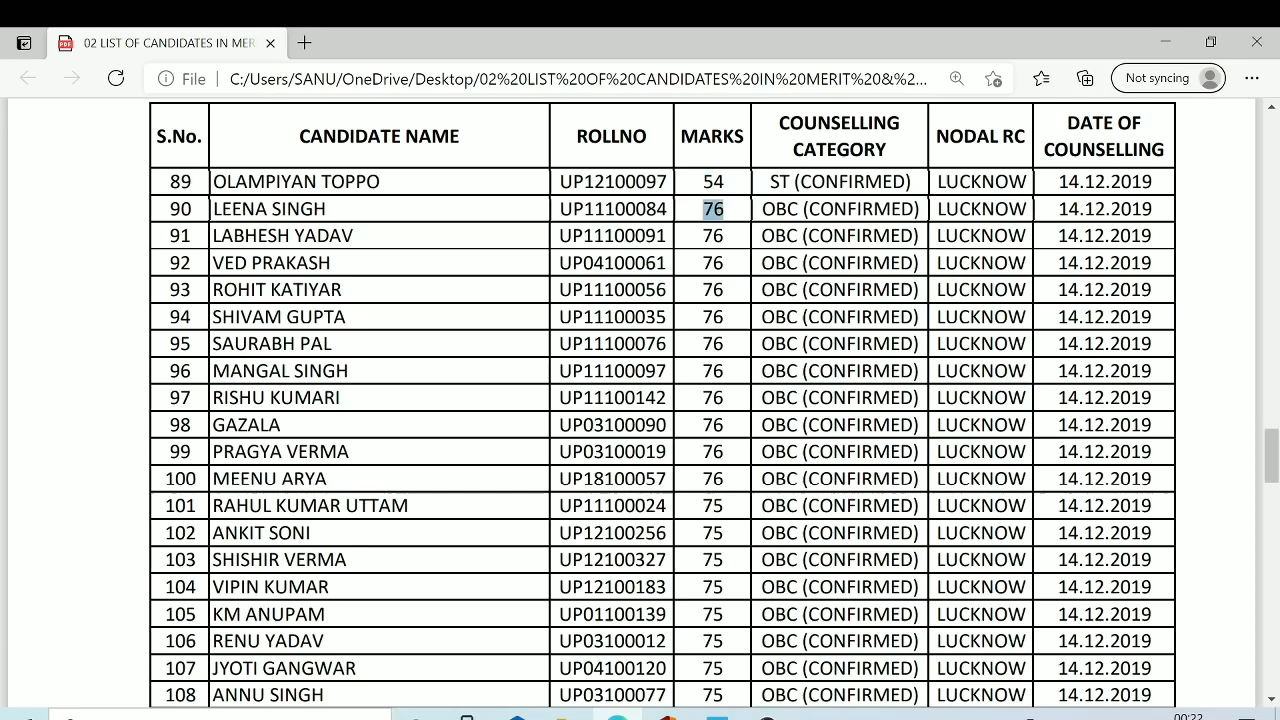 02 LIST OF CANDIDATES IN MER
File C:/Users/SANU/OneDrive/Desktop/02%20LIST%20OF%20CANDIDATES%20IN%20MERIT%20&%2... Not syncing
S.No. CANDIDATE NAME ROLLNO MARKS COUNSELLING CATEGORY NODAL RC DATE OF COUNSELLING
89 OLAMPIYAN TOPPO UP12100097 54 ST (CONFIRMED) LUCKNOW 14.12.2019
90 LEENA SINGH UP11100084 76 OBC (CONFIRMED) LUCKNOW 14.12.2019
91 LABHESH YADAV UP11100091 76 OBC (CONFIRMED) LUCKNOW 14.12.2019
92 VED PRAKASH UP04100061 76 OBC (CONFIRMED) LUCKNOW 14.12.2019
93 ROHIT KATIYAR UP11100056 76 OBC (CONFIRMED) LUCKNOW 14.12.2019
94 SHIVAM GUPTA UP11100035 76 OBC (CONFIRMED) LUCKNOW 14.12.2019
95 SAURABH PAL UP11100076 76 OBC (CONFIRMED) LUCKNOW 14.12.2019
96 MANGAL SINGH UP11100097 76 OBC (CONFIRMED) LUCKNOW 14.12.2019
97 RISHU KUMARI UP11100142 76 OBC (CONFIRMED) LUCKNOW 14.12.2019
98 GAZALA UP03100090 76 OBC (CONFIRMED) LUCKNOW 14.12.2019
99 PRAGYA VERMA UP03100019 76 OBC (CONFIRMED) LUCKNOW 14.12.2019
100 MEENU ARYA UP18100057 76 OBC (CONFIRMED) LUCKNOW 14.12.2019
101 RAHUL KUMAR UTTAM UP11100024 75 OBC (CONFIRMED) LUCKNOW 14.12.2019
102 ANKIT SONI UP12100256 75 OBC (CONFIRMED) LUCKNOW 14.12.2019
103 SHISHIR VERMA UP12100327 75 OBC (CONFIRMED) LUCKNOW 14.12.2019
104 VIPIN KUMAR UP12100183 75 OBC (CONFIRMED) LUCKNOW 14.12.2019
105 KM ANUPAM UP01100139 75 OBC (CONFIRMED) LUCKNOW 14.12.2019
106 RENU YADAV UP03100012 75 OBC (CONFIRMED) LUCKNOW 14.12.2019
107 JYOTI GANGWAR UP04100120 75 OBC (CONFIRMED) LUCKNOW 14.12.2019
108 ANNU SINGH UP03100077 75 OBC (CONFIRMED) LUCKNOW 14.12.2019